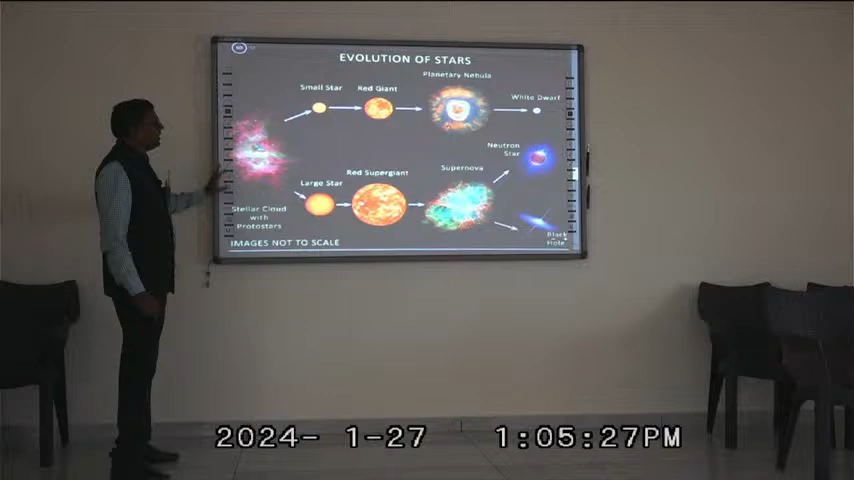 EVOLUTION OF STARS
Planetary Nebula
Small Star
Red Giant
White Dwarf
Neutron
Star
Supernova
Red Supergiant
Large Star
Stellar Cloud
with
Protostars
Black
Hole
IMAGES NOT TO SCALE
2024- 1-27 1:05:27PM